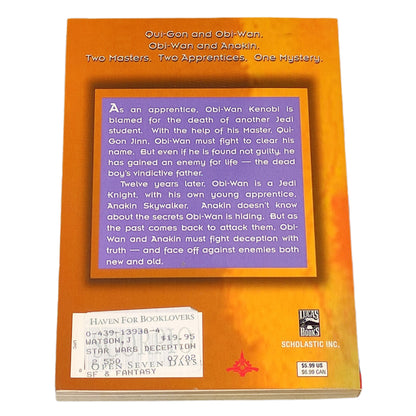 Qui-Gon and Obi-Wan.
Obi-Wan and Anakin.
Two Masters. Two Apprentices. One Mystery.
As an apprentice, Obi-Wan Kenobi is
blamed for the death of another Jedi
student. With the help of his Master, Qui-
Gon Jinn, Obi-Wan must fight to clear his
name. But even if he is found not guilty, he
has gained an enemy for life — the dead
boy's vindictive father.
Twelve years later, Obi-Wan is a Jedi
Knight, with his own young apprentice,
Anakin Skywalker. Anakin doesn't know
about the secrets Obi-Wan is hiding. But as
the past comes back to attack them, Obi-
Wan and Anakin must fight deception with
truth — and face off against enemies both
new and old.
HAVEN FOR BOOKLOVERS
0-439-13938-4
WATSON,J $19.95
STAR WARS DECEPTION
2 550 07/02
OPEN SEVEN DAYS
SF & FANTASY
LUCAS
BOOKS
SCHOLASTIC INC.
$5.99 US
$8.99 CAN